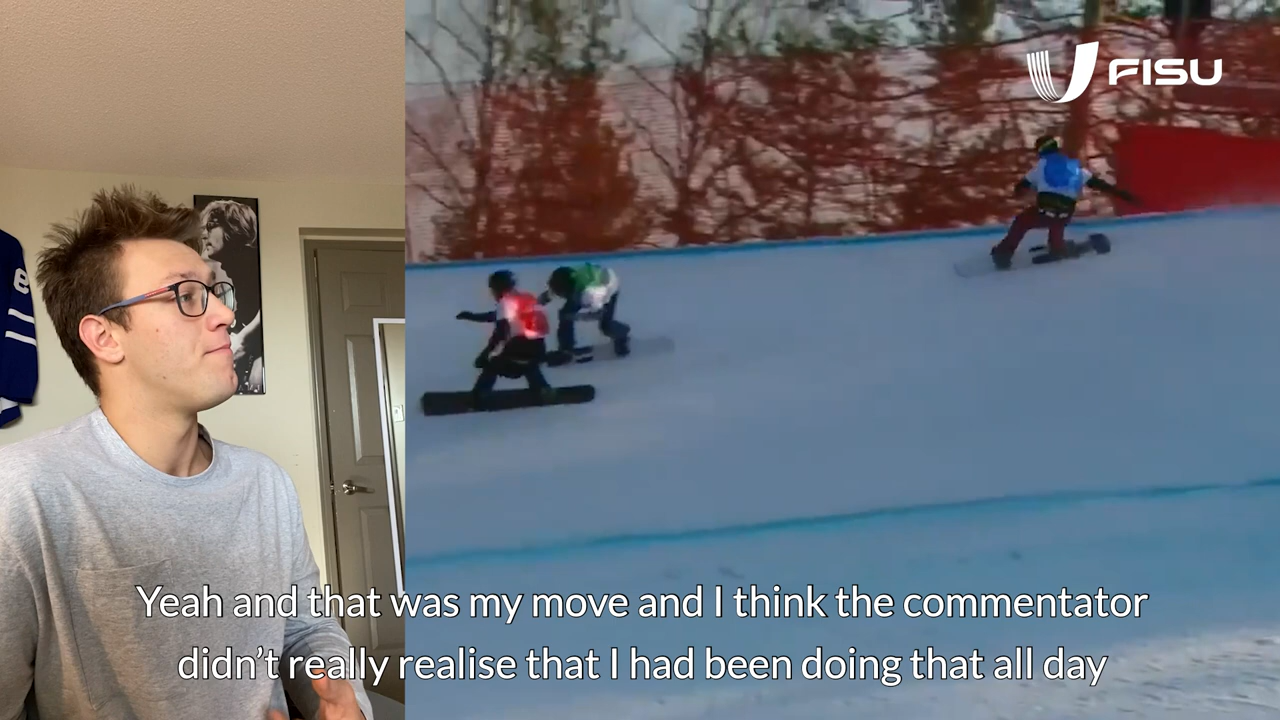 FISU
Yeah and that was my move and I think the commentator
didn't really realise that I had been doing that all day